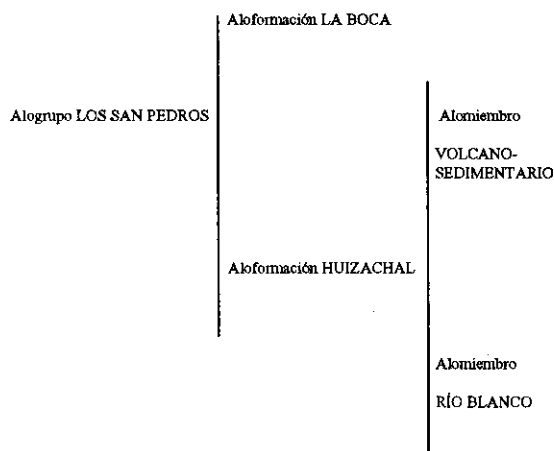 Aloformación LA BOCA
Alogrupo LOS SAN PEDROS
Alomiembro
VOLCANO-
SEDIMENTARIO
Aloformación HUIZACHAL
Alomiembro
RÍO BLANCO